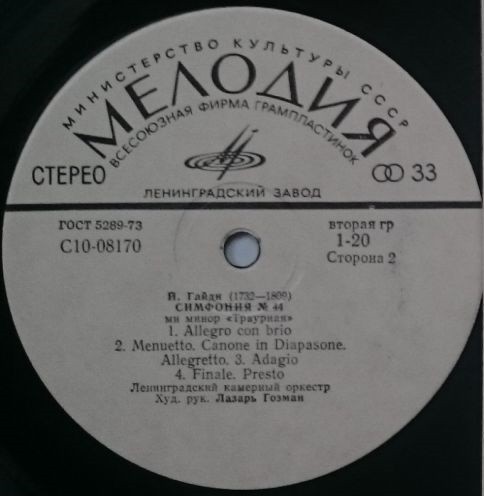 МИНИСТЕРСТВО КУЛЬТУРЫ СССР
МЕЛОДИЯ
ВСЕСОЮЗНАЯ ФИРМА ГРАМПЛАСТИНОК
СТЕРЕО
33
ЛЕНИНГРАДСКИЙ ЗАВОД
ГОСТ 5289-73
вторая гр
С10-08170
1-20
Сторона 2
Й. Гайдн (1732—1809)
СИМФОНИЯ № 44
ми минор «Траурная»
1. Allegro con brio
2. Menuetto. Canone in Diapasone.
Allegretto. 3. Adagio
4. Finale. Presto
Ленинградский камерный оркестр
Худ. рук. Лазарь Гозман